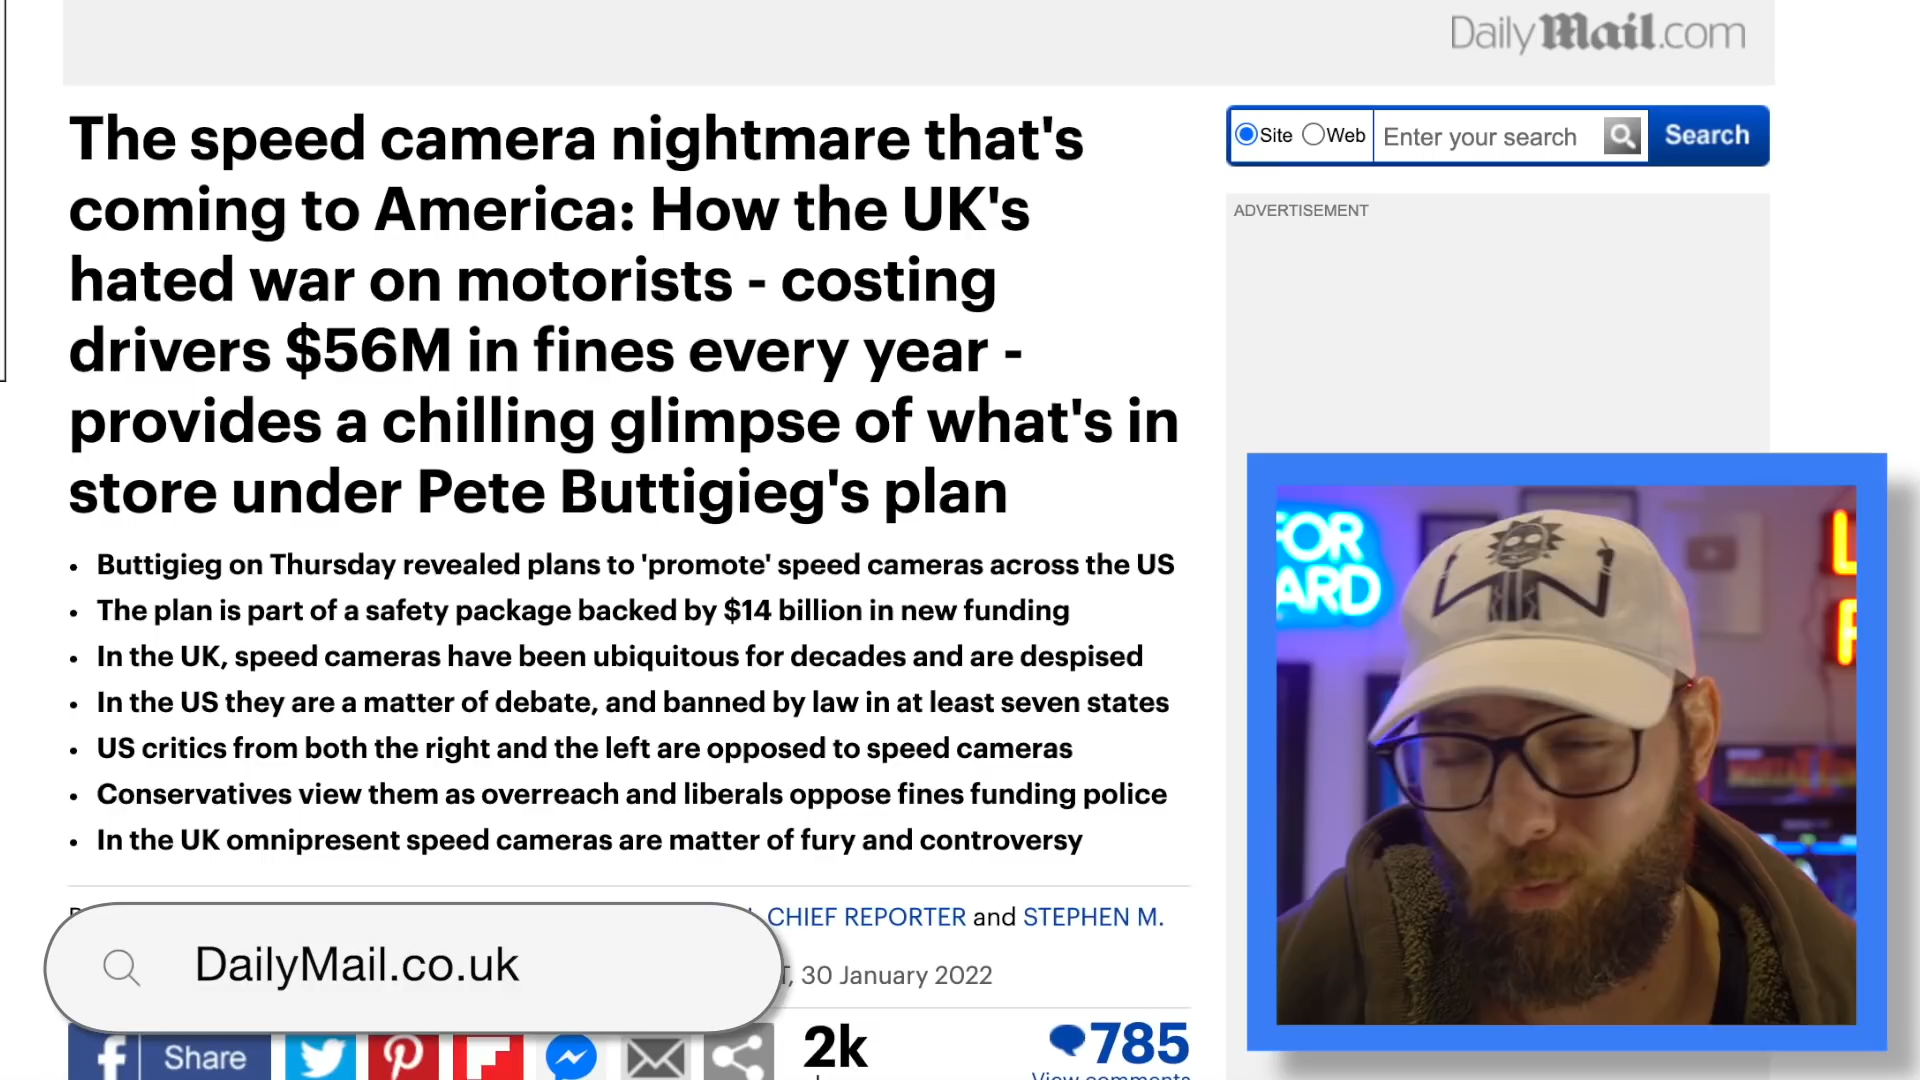 DailyMail.com
The speed camera nightmare that's
coming to America: How the UK's
hated war on motorists - costing
drivers $56M in fines every year -
provides a chilling glimpse of what's in
store under Pete Buttigieg's plan
Site Web Enter your search Search
ADVERTISEMENT
• Buttigieg on Thursday revealed plans to 'promote' speed cameras across the US
• The plan is part of a safety package backed by $14 billion in new funding
• In the UK, speed cameras have been ubiquitous for decades and are despised
• In the US they are a matter of debate, and banned by law in at least seven states
• US critics from both the right and the left are opposed to speed cameras
• Conservatives view them as overreach and liberals oppose fines funding police
• In the UK omnipresent speed cameras are matter of fury and controversy
CHIEF REPORTER and STEPHEN M.
, 30 January 2022
DailyMail.co.uk
Share
2k
785
View comments
FOR
ARD